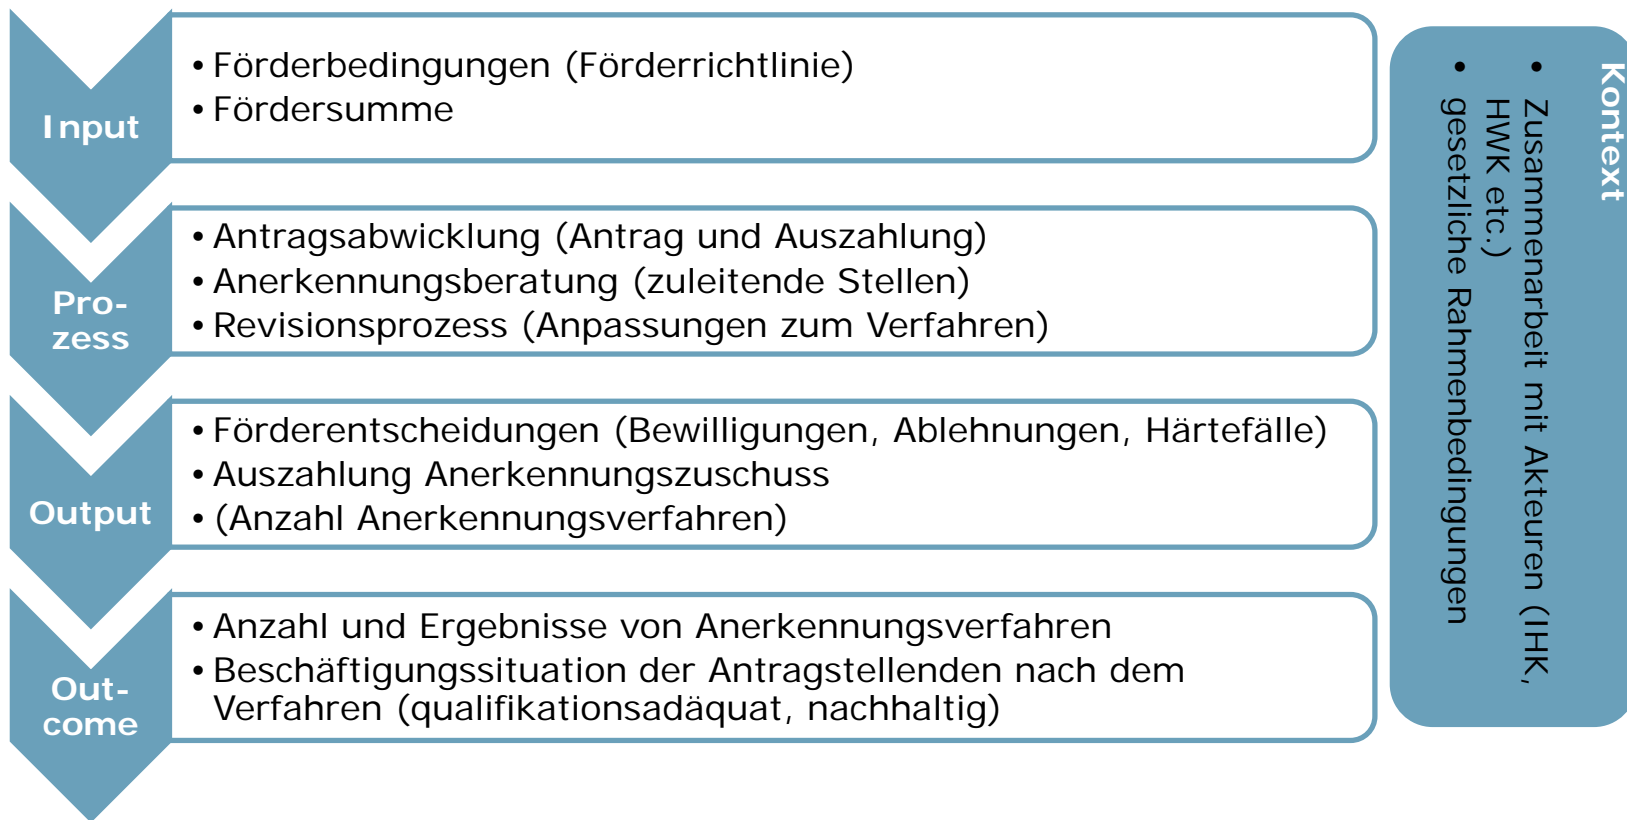 Input
• Förderbedingungen (Förderrichtlinie)
• Fördersumme
Pro-
zess
• Antragsabwicklung (Antrag und Auszahlung)
• Anerkennungsberatung (zuleitende Stellen)
• Revisionsprozess (Anpassungen zum Verfahren)
Output
• Förderentscheidungen (Bewilligungen, Ablehnungen, Härtefälle)
• Auszahlung Anerkennungszuschuss
• (Anzahl Anerkennungsverfahren)
Out-
come
• Anzahl und Ergebnisse von Anerkennungsverfahren
• Beschäftigungssituation der Antragstellenden nach dem
Verfahren (qualifikationsadäquat, nachhaltig)
Kontext
• Zusammenarbeit mit Akteuren (IHK,
HWK etc.)
• gesetzliche Rahmenbedingungen